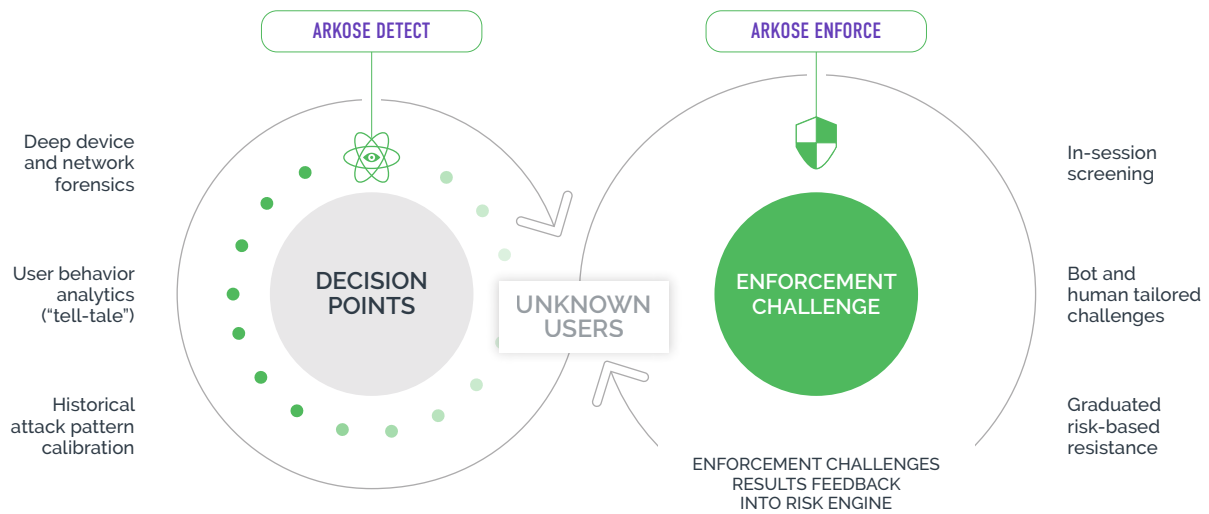 ARKOSE DETECT
ARKOSE ENFORCE
Deep device
and network
forensics
User behavior
analytics
(“tell-tale”)
Historical
attack pattern
calibration
DECISION
POINTS
UNKNOWN
USERS
ENFORCEMENT
CHALLENGE
In-session
screening
Bot and
human tailored
challenges
Graduated
risk-based
resistance
ENFORCEMENT CHALLENGES
RESULTS FEEDBACK
INTO RISK ENGINE